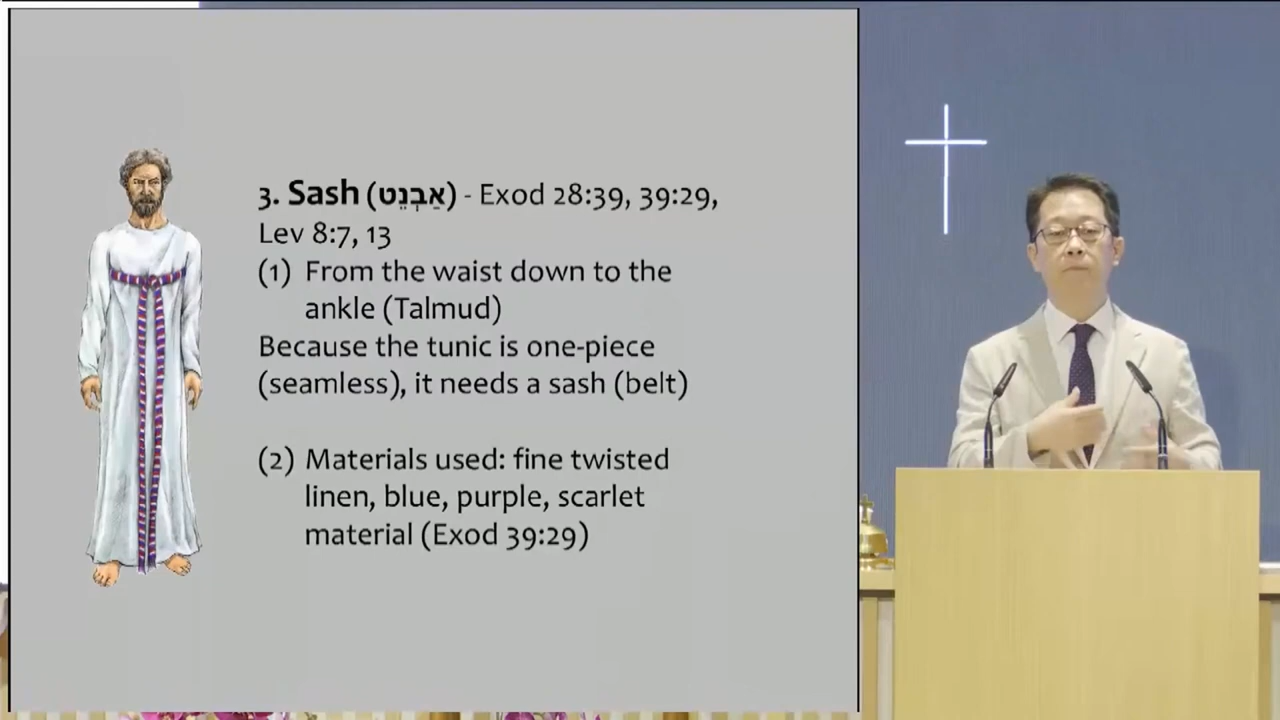 3. Sash (אַבְנֵט) - Exod 28:39, 39:29,
Lev 8:7, 13
(1) From the waist down to the
ankle (Talmud)
Because the tunic is one-piece
(seamless), it needs a sash (belt)
(2) Materials used: fine twisted
linen, blue, purple, scarlet
material (Exod 39:29)